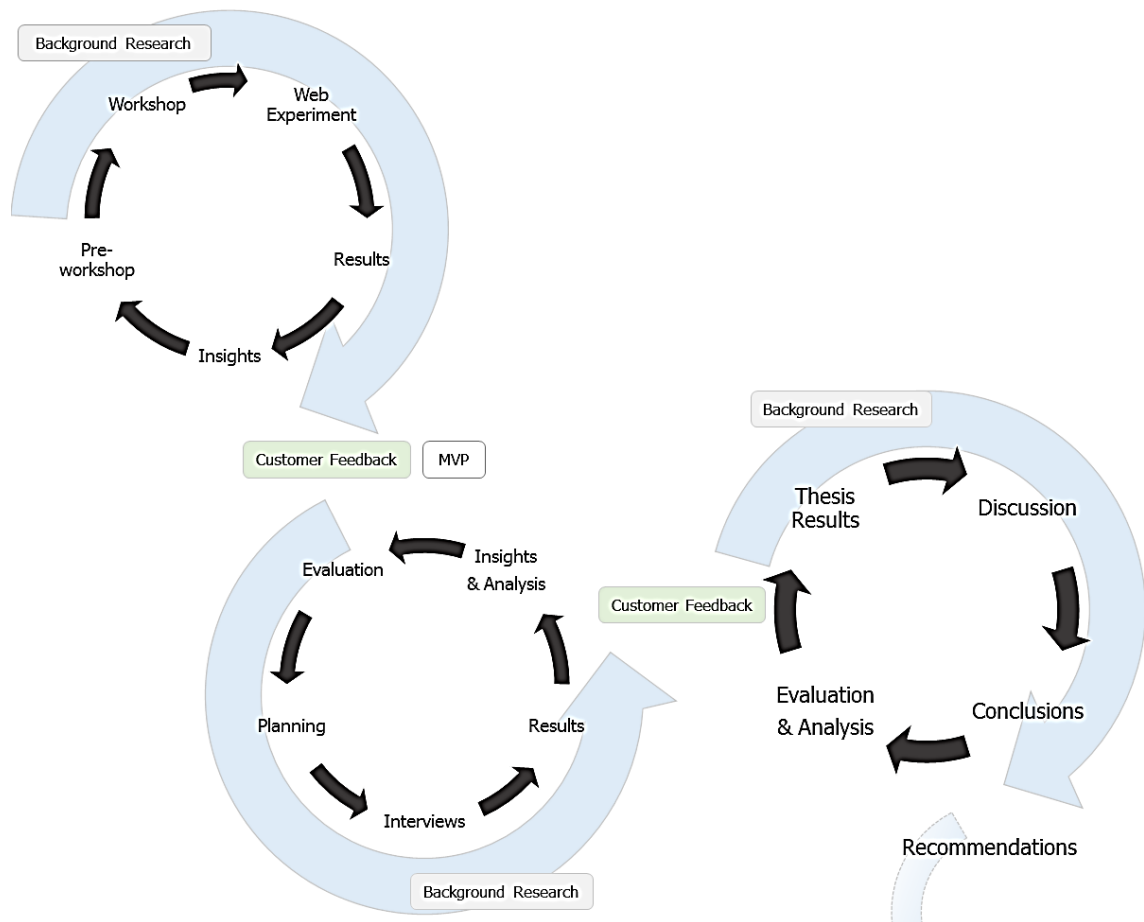 Background Research
Workshop
Web
Experiment
Results
Insights
Pre-
workshop
Customer Feedback
MVP
Evaluation
Planning
Interviews
Results
Insights
& Analysis
Background Research
Customer Feedback
Background Research
Thesis
Results
Discussion
Conclusions
Evaluation
& Analysis
Recommendations